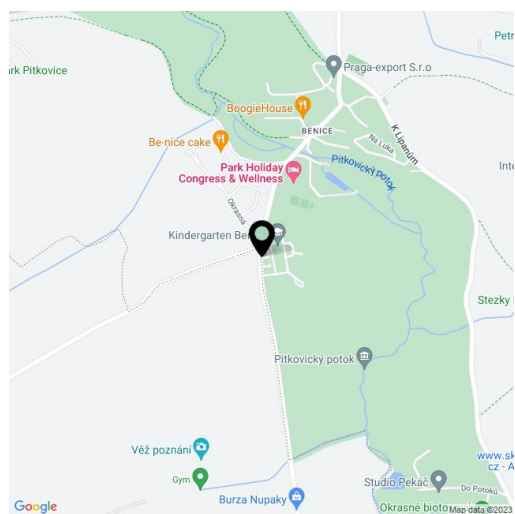 Petr
Praga-export S.r.o
ark Pitkovice
BoogieHouse
BENICE
Be-nice cake
Na Luka
K Lipanům
Pitkovický Potok
Park Holiday
Congress & Wellness
Inte
Okrasná
Kindergarten Ben
Stezky
Pitkovický potok
Věž poznání
Gym
www.sk
cz - A
Studio Pekáč
Do Potoků
Burza Nupaky
Okrasné bioto
Google
Map data ©2023